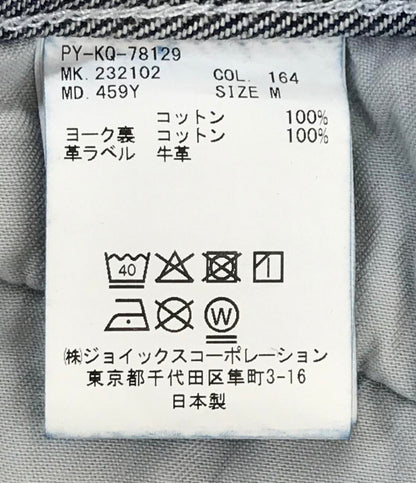 PY-KQ-78129
MK. 232102 COL. 164
MD. 459Y SIZE M
コットン 100%
ヨーク裏 コットン 100%
革ラベル 牛革
40
W
㈱ジョイックスコーポレーション
東京都千代田区隼町3-16
日本製